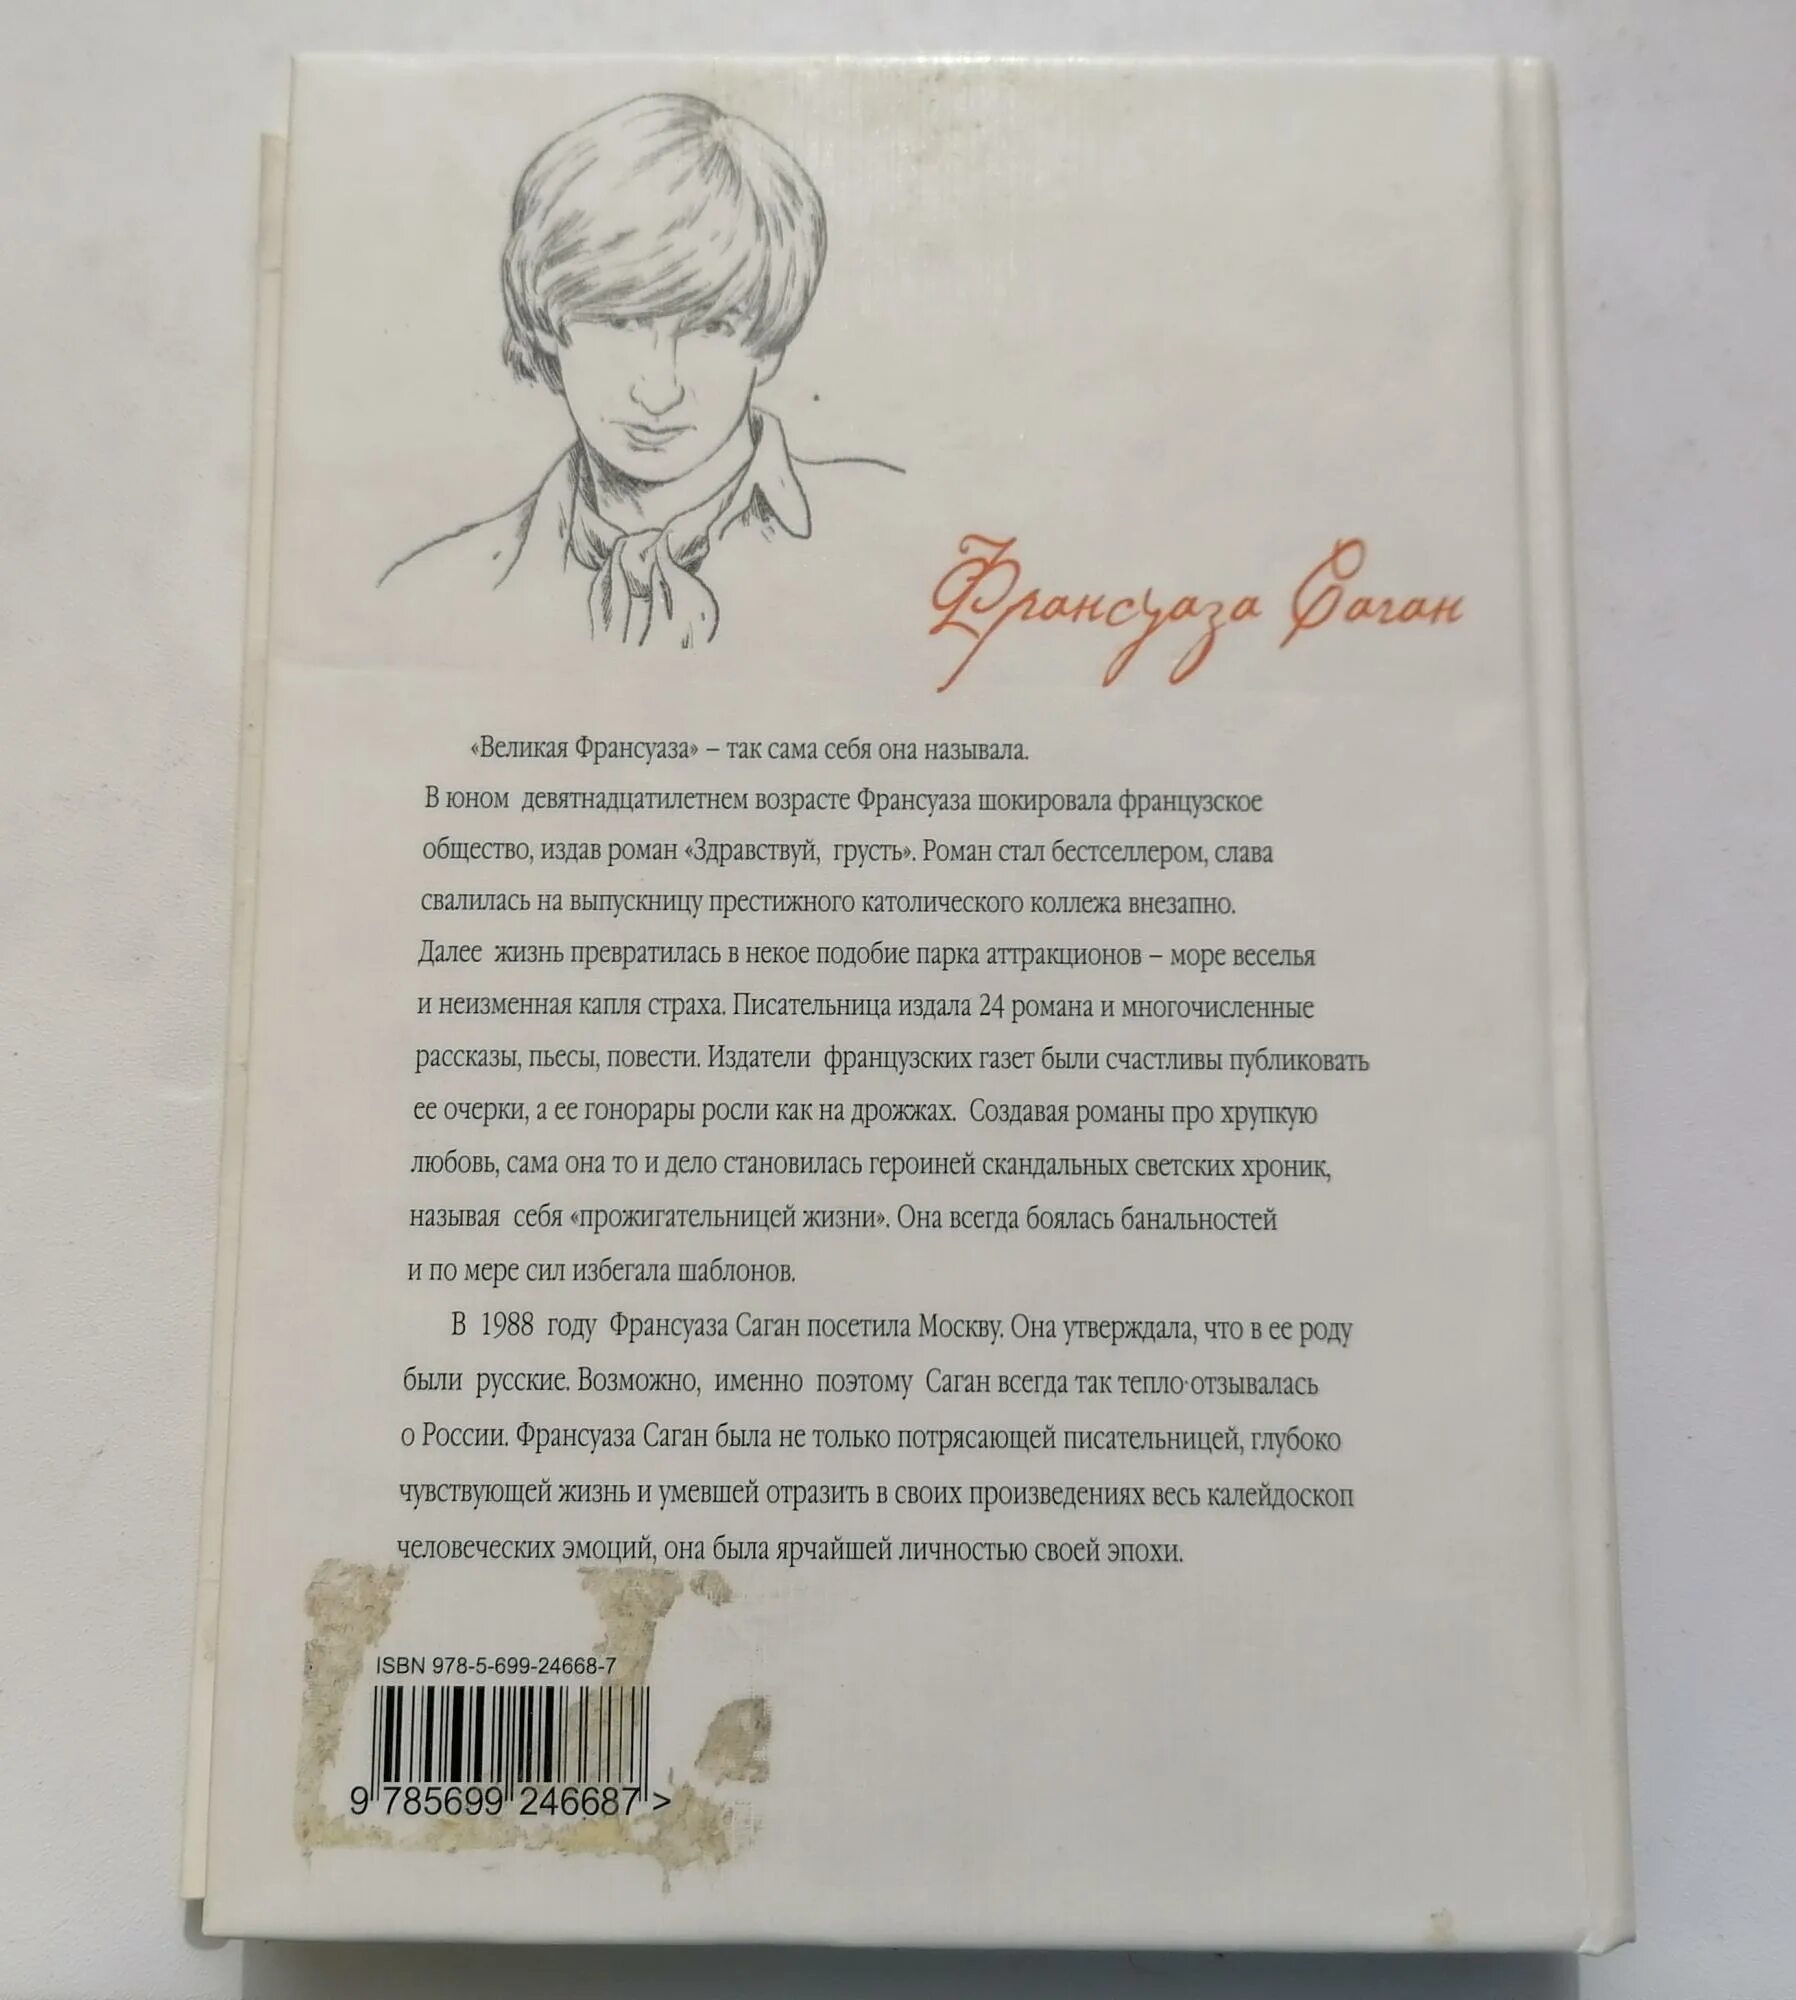 Франсуаза Саган
«Великая Франсуаза» – так сама себя она называла.
В юном девятнадцатилетнем возрасте Франсуаза шокировала французское
общество, издав роман «Здравствуй, грусть». Роман стал бестселлером, слава
свалилась на выпускницу престижного католического коллежа внезапно.
Далее жизнь превратилась в некое подобие парка аттракционов – море веселья
и неизменная капля страха. Писательница издала 24 романа и многочисленные
рассказы, пьесы, повести. Издатели французских газет были счастливы публиковать
ее очерки, а ее гонорары росли как на дрожжах. Создавая романы про хрупкую
любовь, сама она то и дело становилась героиней скандальных светских хроник,
называя себя «прожигательницей жизни». Она всегда боялась банальностей
и по мере сил избегала шаблонов.
В 1988 году Франсуаза Саган посетила Москву. Она утверждала, что в ее роду
были русские. Возможно, именно поэтому Саган всегда так тепло отзывалась
о России. Франсуаза Саган была не только потрясающей писательницей, глубоко
чувствующей жизнь и умевшей отразить в своих произведениях весь калейдоскоп
человеческих эмоций, она была ярчайшей личностью своей эпохи.
ISBN 978-5-699-24668-7
9 785699 246687 >